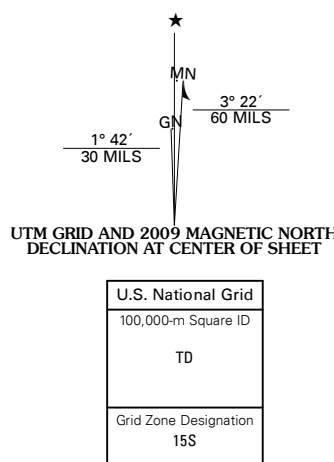 ★
MN
3° 22´
60 MILS
GN
1° 42´
30 MILS
UTM GRID AND 2009 MAGNETIC NORTH
DECLINATION AT CENTER OF SHEET
U.S. National Grid
100,000-m Square ID
TD
Grid Zone Designation
15S